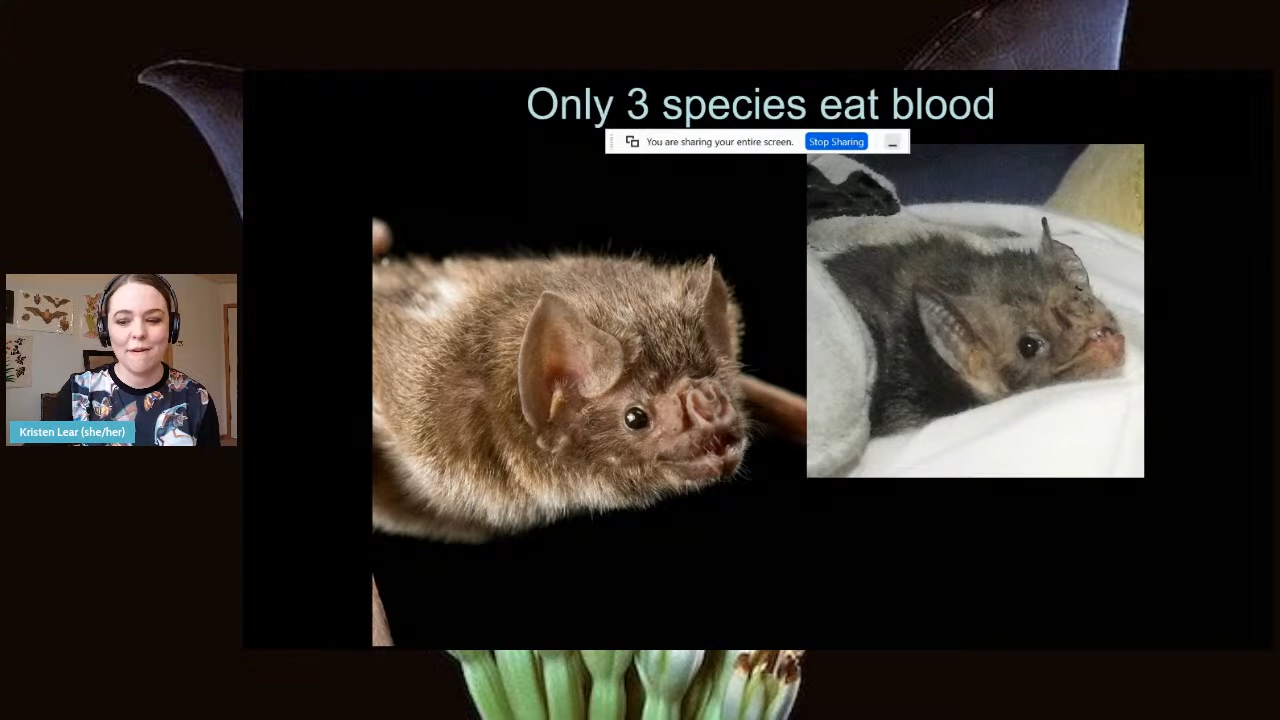 Only 3 species eat blood
You are sharing your entire screen. Stop Sharing
Kristen Lear (she/her)